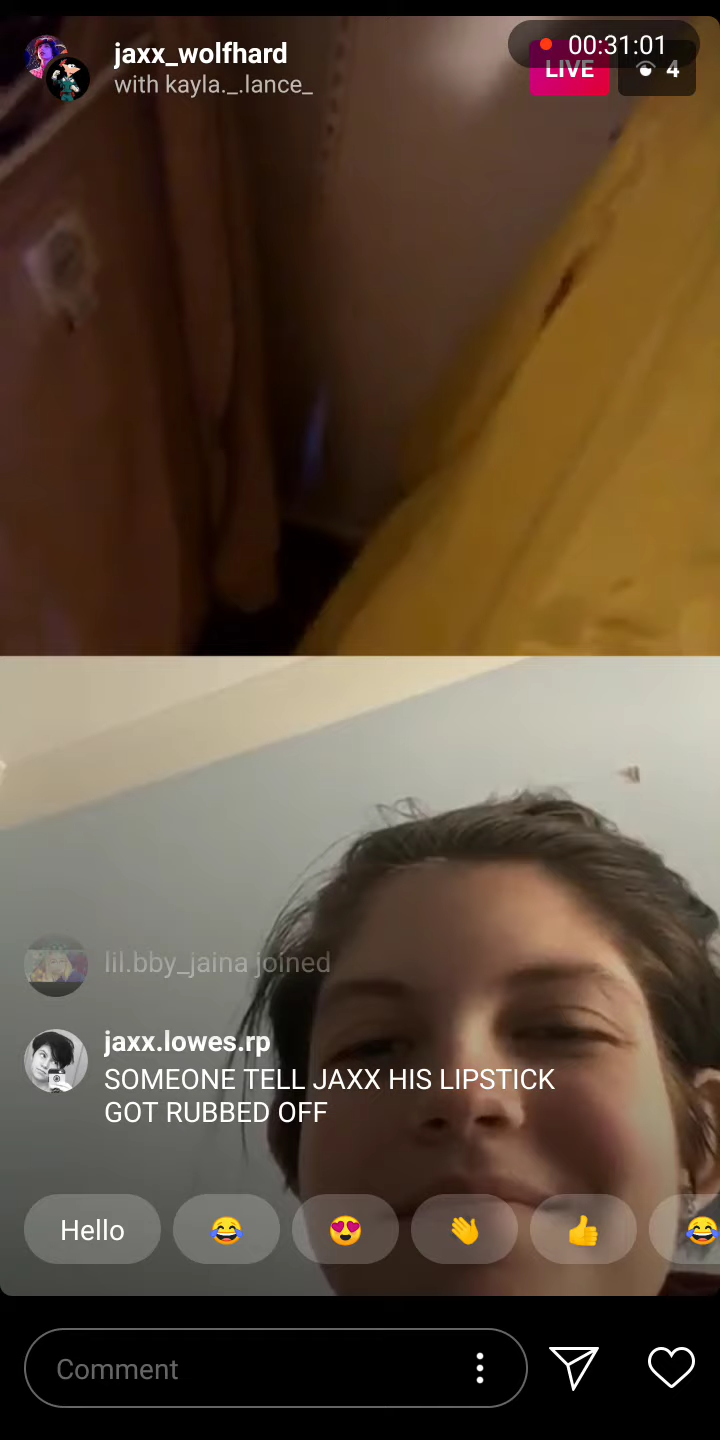 jaxx_wolfhard
with kayla._.lance_
00:31:01
LIVE
4
lil.bby_jaina joined
jaxx.lowes.rp
SOMEONE TELL JAXX HIS LIPSTICK
GOT RUBBED OFF
Hello
Comment